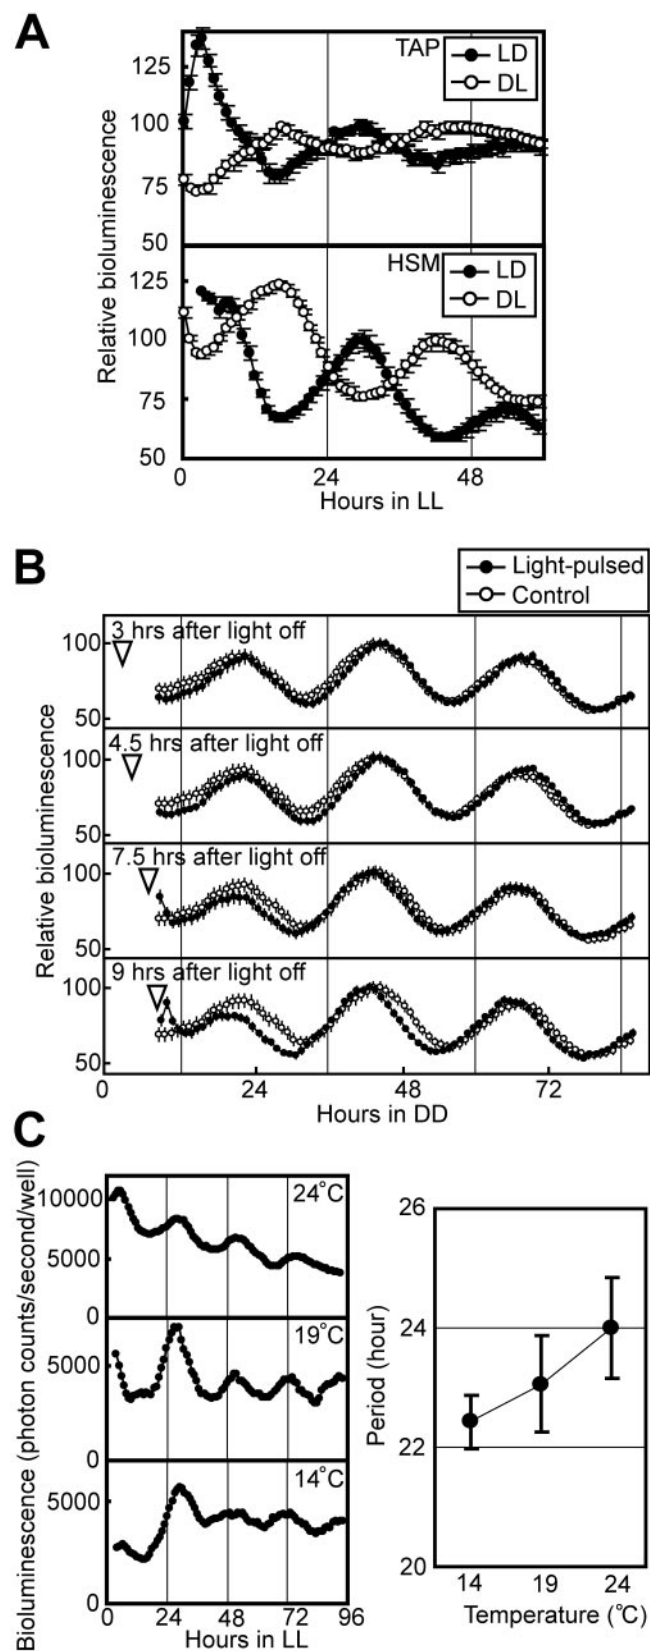 A
TAP
LD
DL
125
100
75
50
HSM
LD
DL
125
100
75
50
Relative bioluminescence
0 24 48
Hours in LL
B
Light-pulsed
Control
3 hrs after light off
100
50
4.5 hrs after light off
100
50
7.5 hrs after light off
100
50
9 hrs after light off
100
50
Relative bioluminescence
0 24 48 72
Hours in DD
C
24°C
10000
5000
0
19°C
5000
0
14°C
5000
0
Bioluminescence (photon counts/second/well)
0 24 48 72 96
Hours in LL
26
24
22
20
Period (hour)
14 19 24
Temperature (°C)